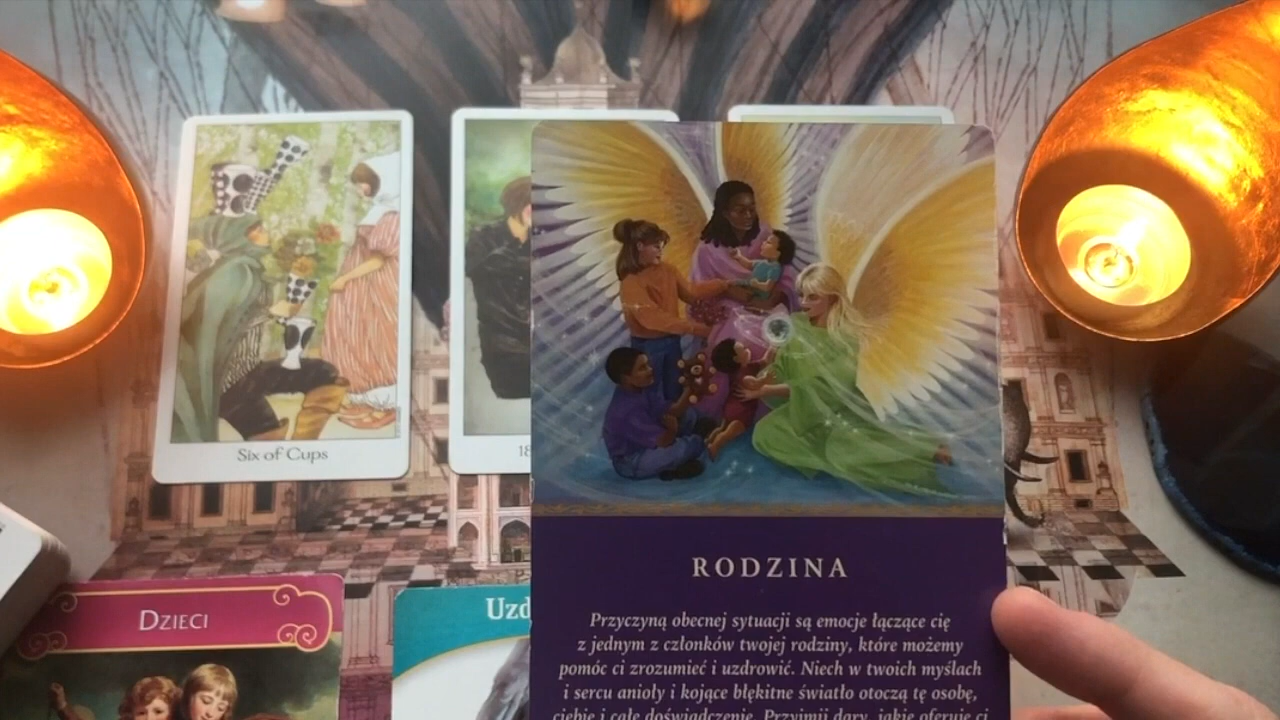 Six of Cups
18
RODZINA
Przyczyną obecnej sytuacji są emocje łączące cię
z jednym z członków twojej rodziny, które możemy
pomóc ci zrozumieć i uzdrowić. Niech w twoich myślach
i sercu anioły i kojące błękitne światło otoczą tę osobę,
ciebie i całe doświadczenie. Przyjmij dary, jakie oferuje ci
Dzieci
Uzd